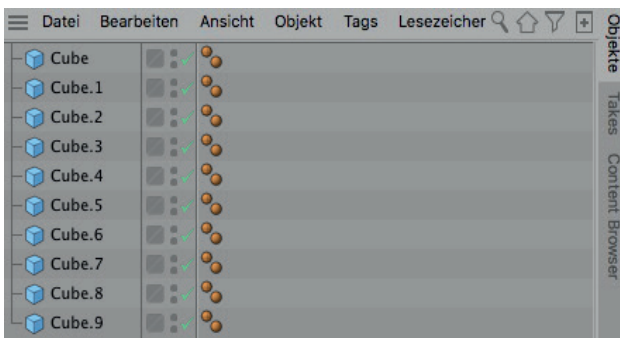 Datei Bearbeiten Ansicht Objekt Tags Lesezeicher
Cube
Cube.1
Cube.2
Cube.3
Cube.4
Cube.5
Cube.6
Cube.7
Cube.8
Cube.9
Objekte
Takes
Content Browser